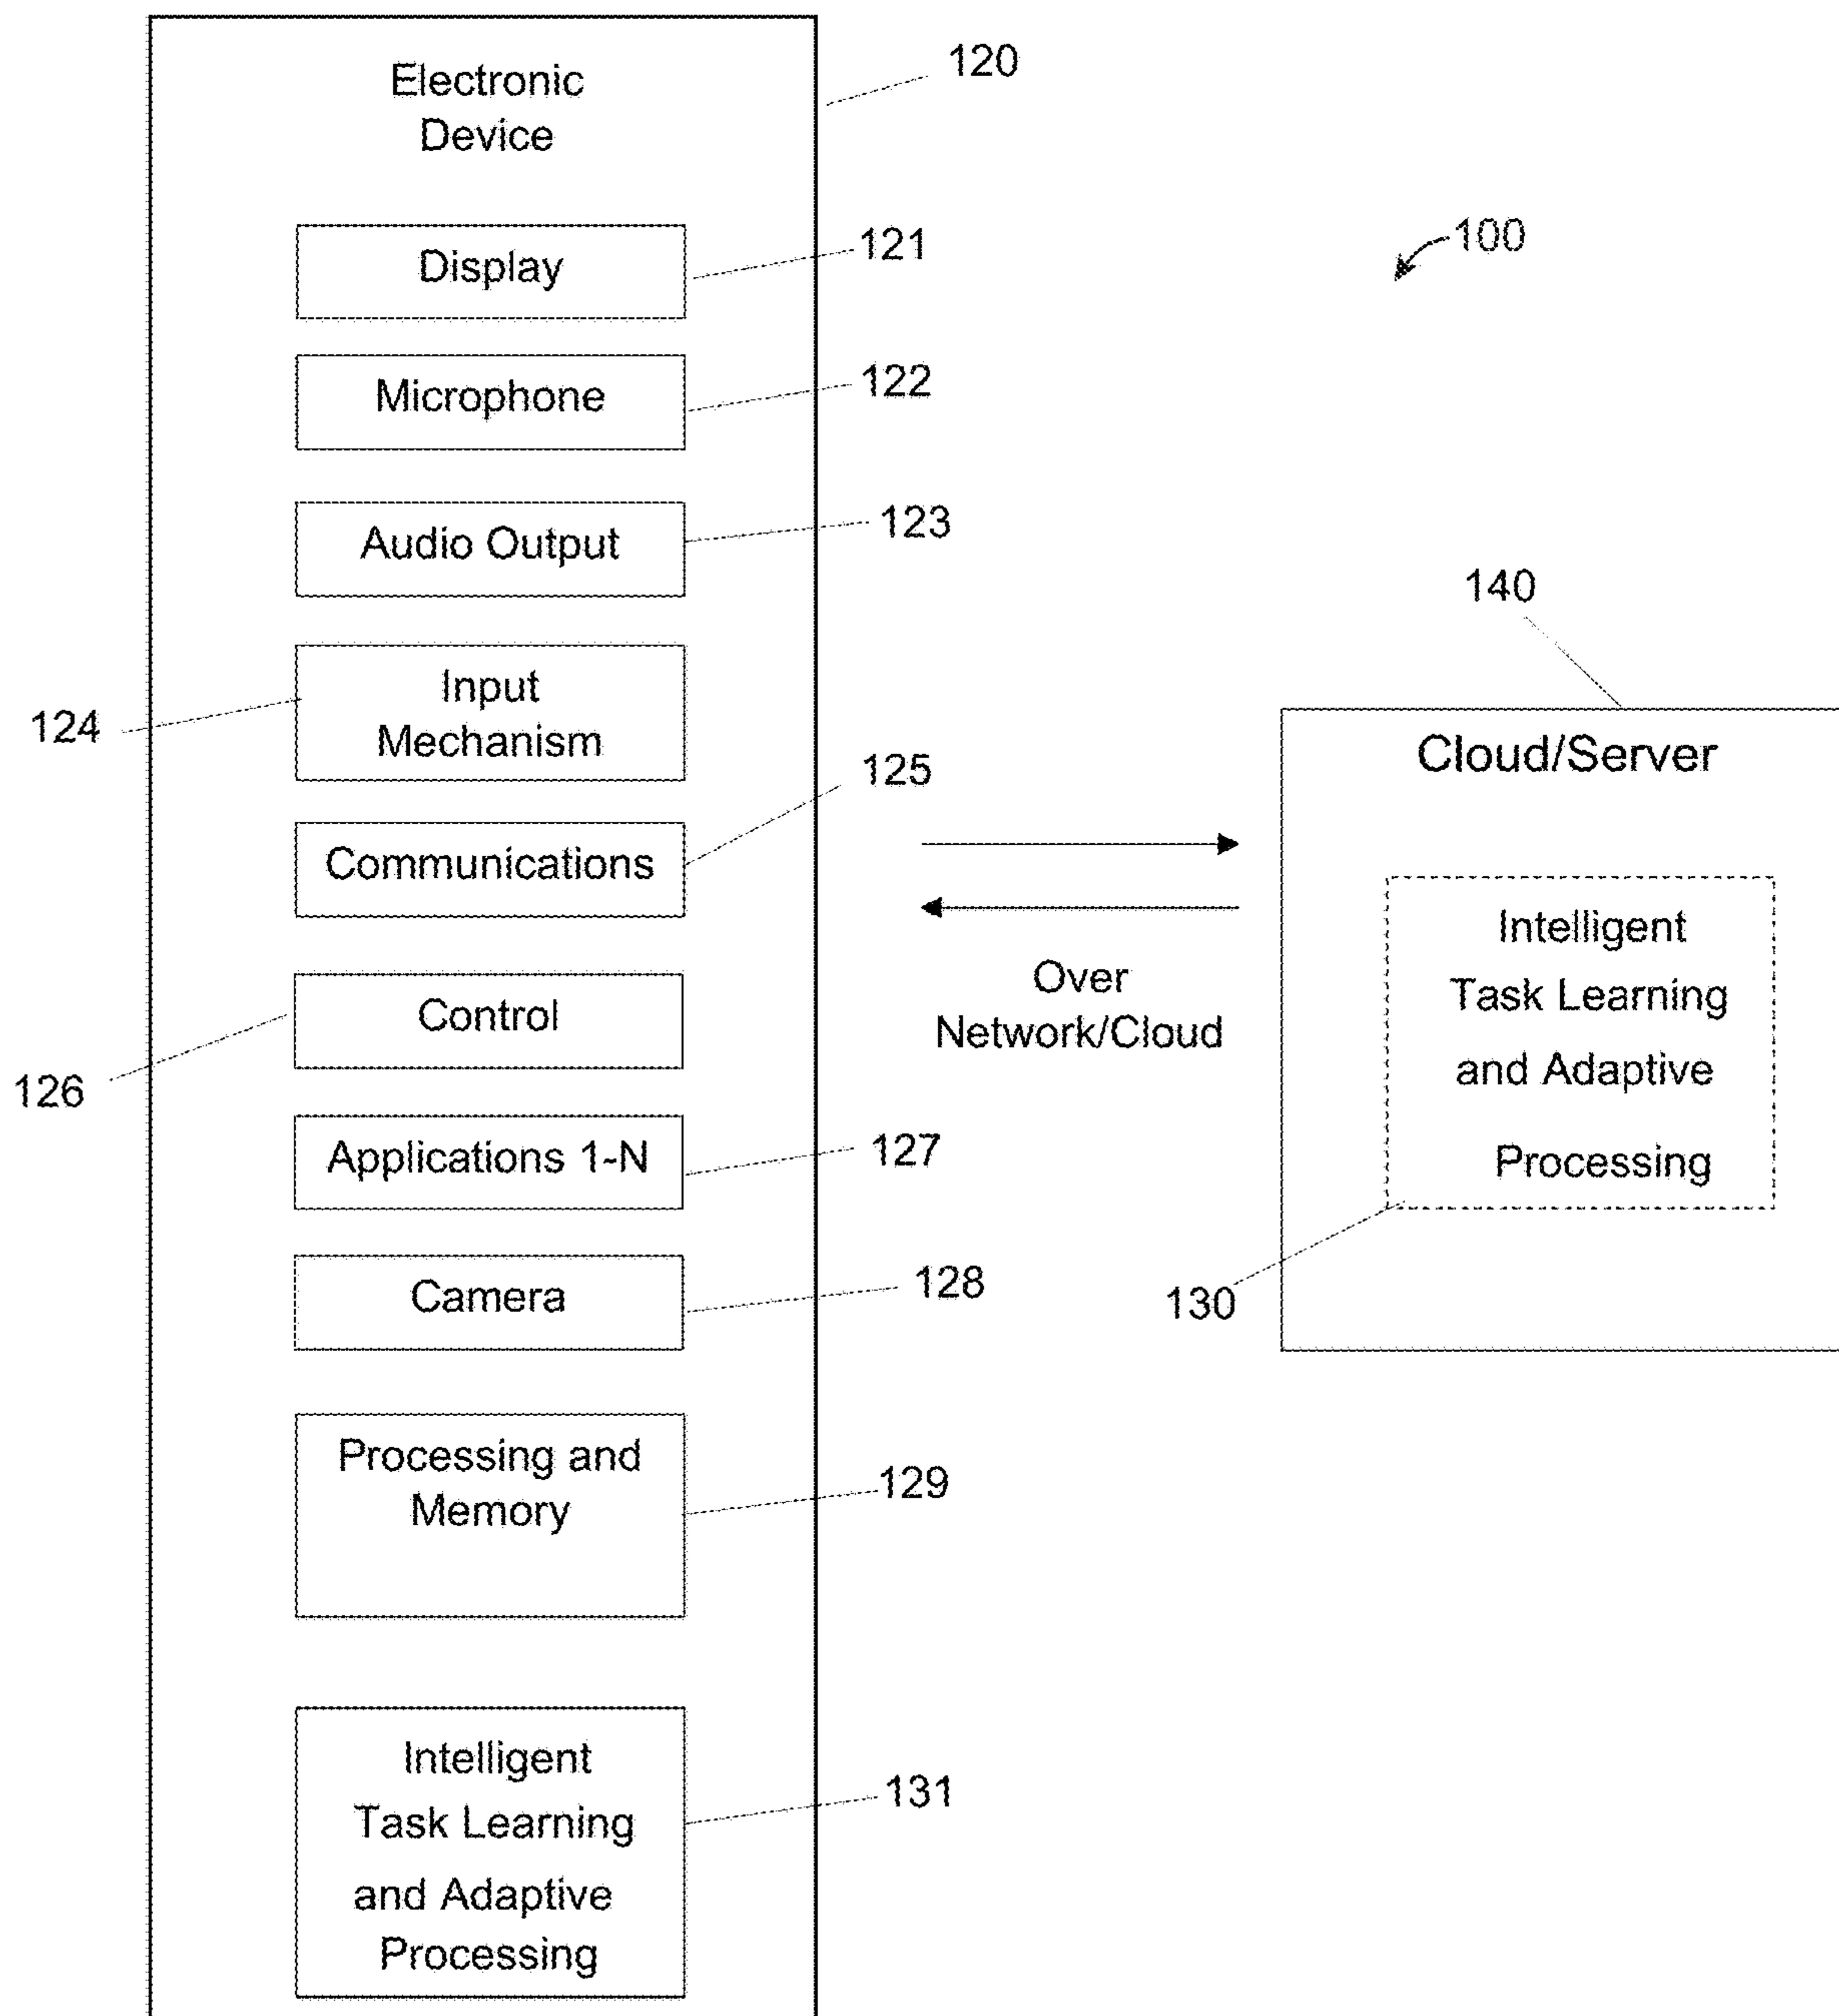 Electronic
Device
120
Display
121
100
Microphone
122
Audio Output
123
140
Input
Mechanism
124
Cloud/Server
125
Communications
Intelligent
Task Learning
and Adaptive
Processing
Over
Network/Cloud
Control
126
Applications 1-N
127
Camera
128
130
Processing and
Memory
129
Intelligent
Task Learning
and Adaptive
Processing
131